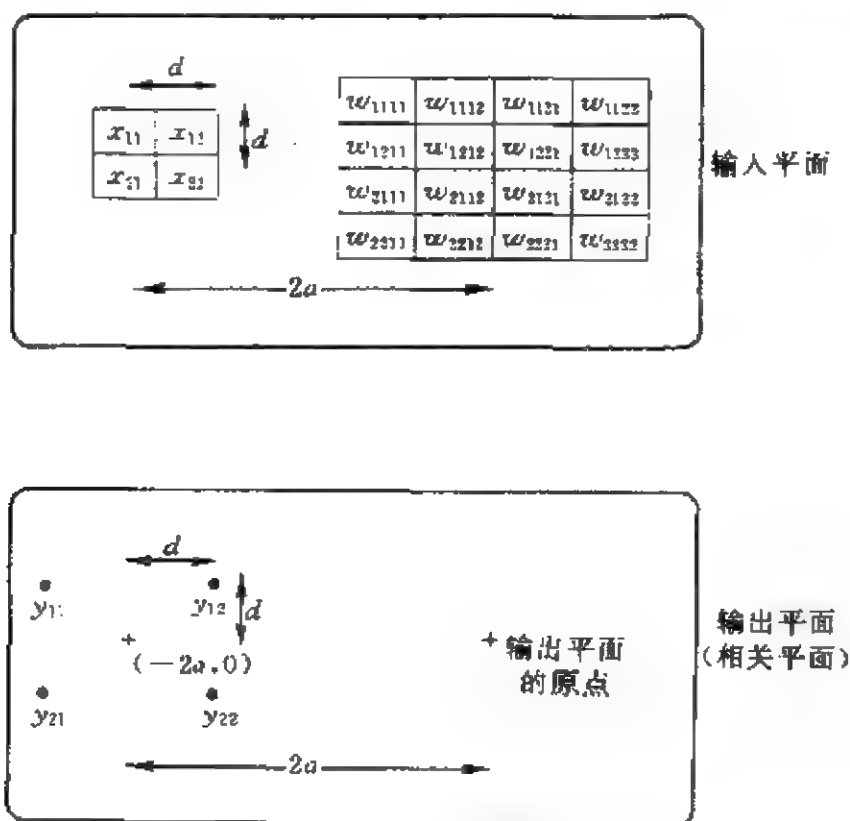 d
x₁₁ x₁₂ d
x₂₁ x₂₂
w₁₁₁₁ w₁₁₁₂ w₁₁₂₁ w₁₁₂₂
w₁₂₁₁ w₁₂₁₂ w₁₂₂₁ w₁₂₂₂
w₂₁₁₁ w₂₁₁₂ w₂₁₂₁ w₂₁₂₂
w₂₂₁₁ w₂₂₁₂ w₂₂₂₁ w₂₂₂₂
输入平面
2a
d
y₁₁ y₁₂ d
(-2a,0)
y₂₁ y₂₂
输出平面
的原点
2a
输出平面
(相关平面)